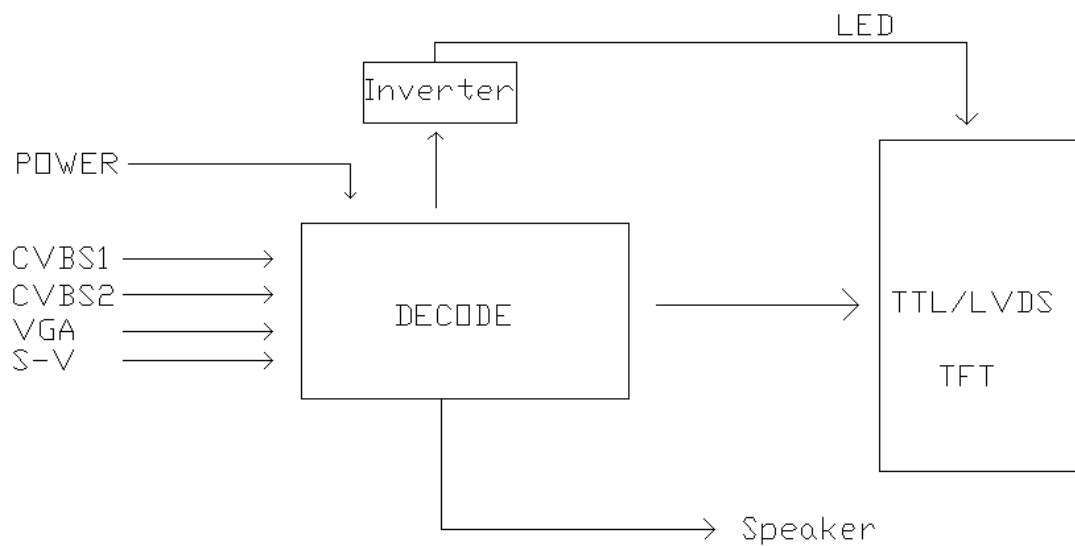 LED
Inverter
POWER
CVBS1
CVBS2
VGA
S-V
DECODE
TTL/LVDS
TFT
Speaker